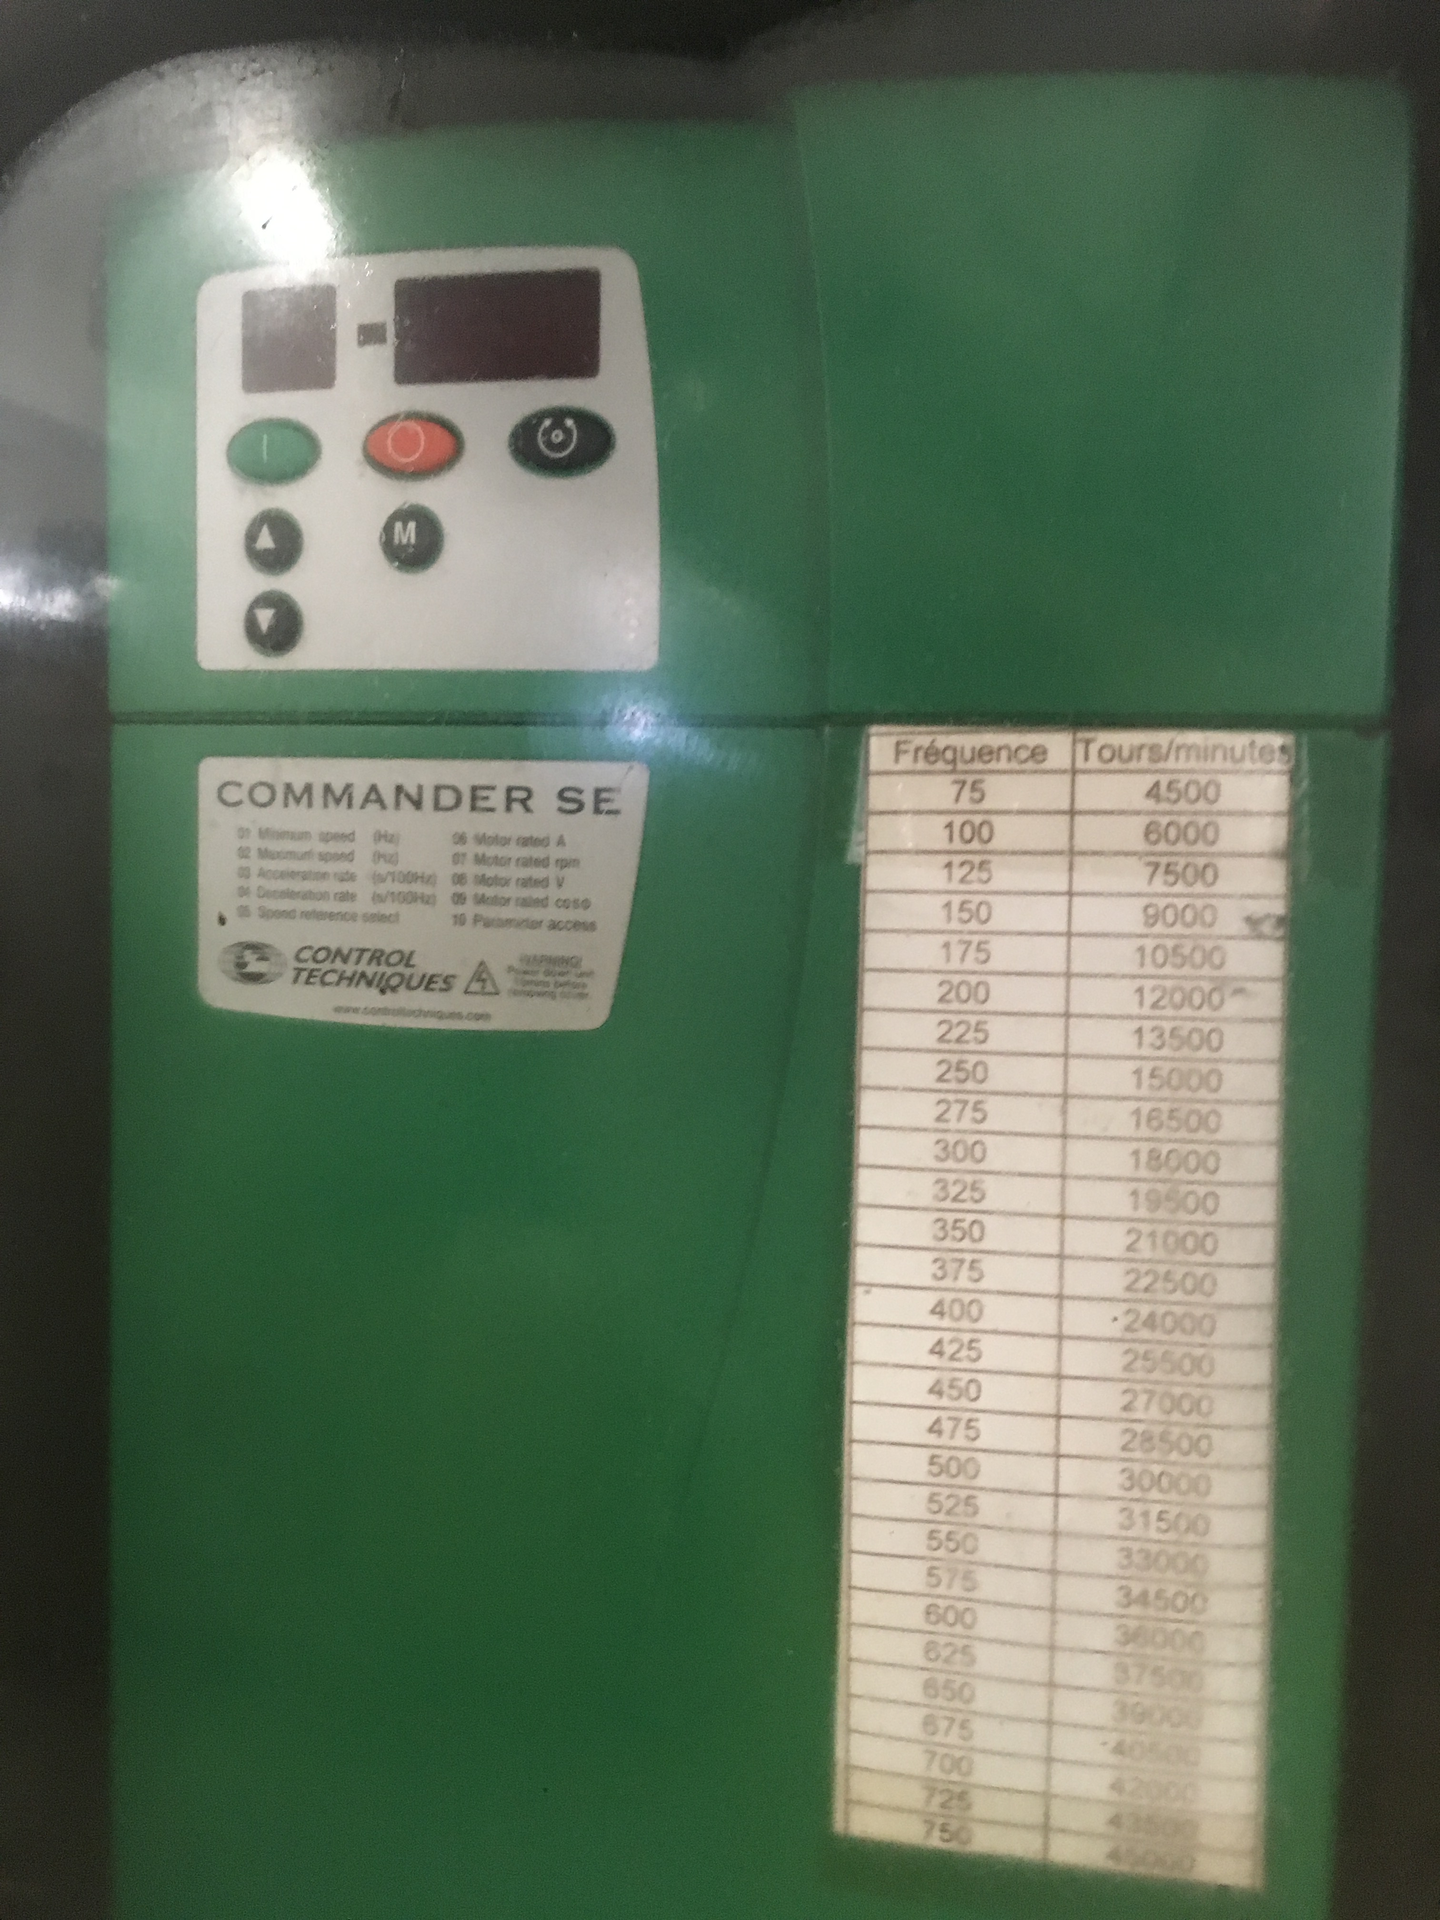 M
COMMANDER SE
01 Minimum speed (Hz) 06 Motor rated A
02 Maximum speed (Hz) 07 Motor rated rpm
03 Acceleration rate (s/100Hz) 08 Motor rated V
04 Deceleration rate (s/100Hz) 09 Motor rated
05 Speed reference select 10 Parameter access
CONTROL
TECHNIQUES
WARNING!
www.controltechniques.com
Fréquence Tours/minutes
75 4500
100 6000
125 7500
150 9000
175 10500
200 12000
225 13500
250 15000
275 16500
300 18000
325 19500
350 21000
375 22500
400 24000
425 25500
450 27000
475 28500
500 30000
525 31500
550 33000
575 34500
600 36000
625 37500
650 39000
675 40500
700 42000
725 43500
750 45000